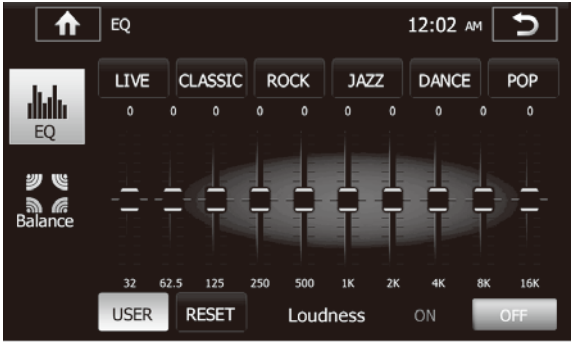 EQ 12:02 AM
LIVE CLASSIC ROCK JAZZ DANCE POP
0 0 0 0 0 0 0 0 0 0
EQ
Balance
32 62.5 125 250 500 1K 2K 4K 8K 16K
USER RESET Loudness ON OFF